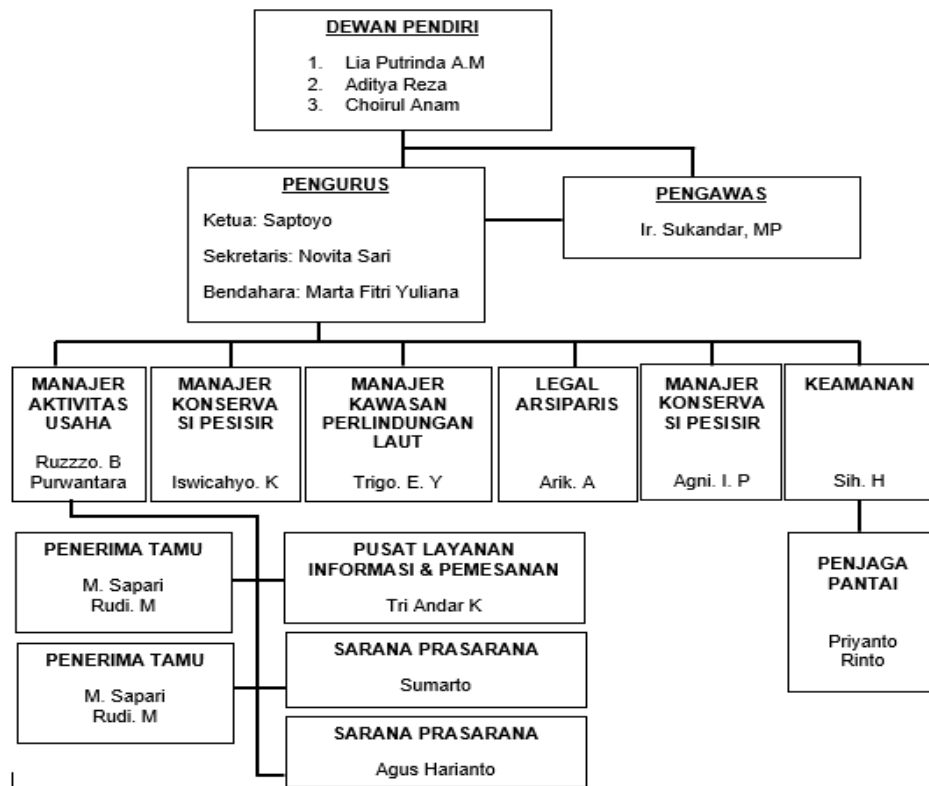 DEWAN PENDIRI
1. Lia Putrinda A.M
2. Aditya Reza
3. Choirul Anam
PENGURUS
Ketua: Saptoyo
Sekretaris: Novita Sari
Bendahara: Marta Fitri Yuliana
PENGAWAS
Ir. Sukandar, MP
MANAJER
AKTIVITAS
USAHA
Ruzzzo. B
Purwantara
MANAJER
KONSERVA
SI PESISIR
Iswicahyo. K
MANAJER
KAWASAN
PERLINDUNGAN
LAUT
Trigo. E. Y
LEGAL
ARSIPARIS
Arik. A
MANAJER
KONSERVA
SI PESISIR
Agni. I. P
KEAMANAN
Sih. H
PENERIMA TAMU
M. Sapari
Rudi. M
PUSAT LAYANAN
INFORMASI & PEMESANAN
Tri Andar K
PENJAGA
PANTAI
Priyanto
Rinto
PENERIMA TAMU
M. Sapari
Rudi. M
SARANA PRASARANA
Sumarto
SARANA PRASARANA
Agus Harianto